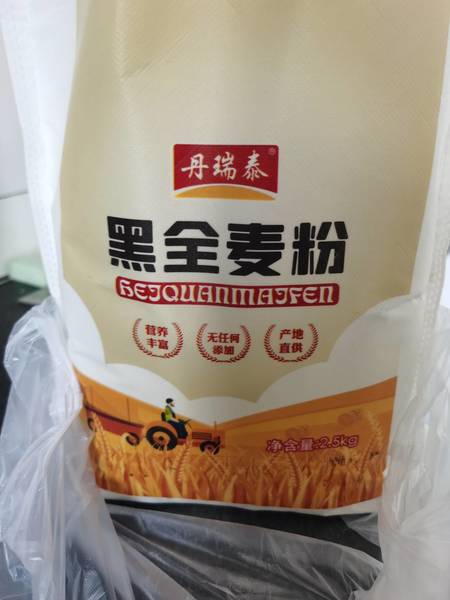 丹瑞泰®
黑全麦粉
HEIQUANMAIFEN
营养
丰富
无任何
添加
产地
直供
净含量:2.5kg